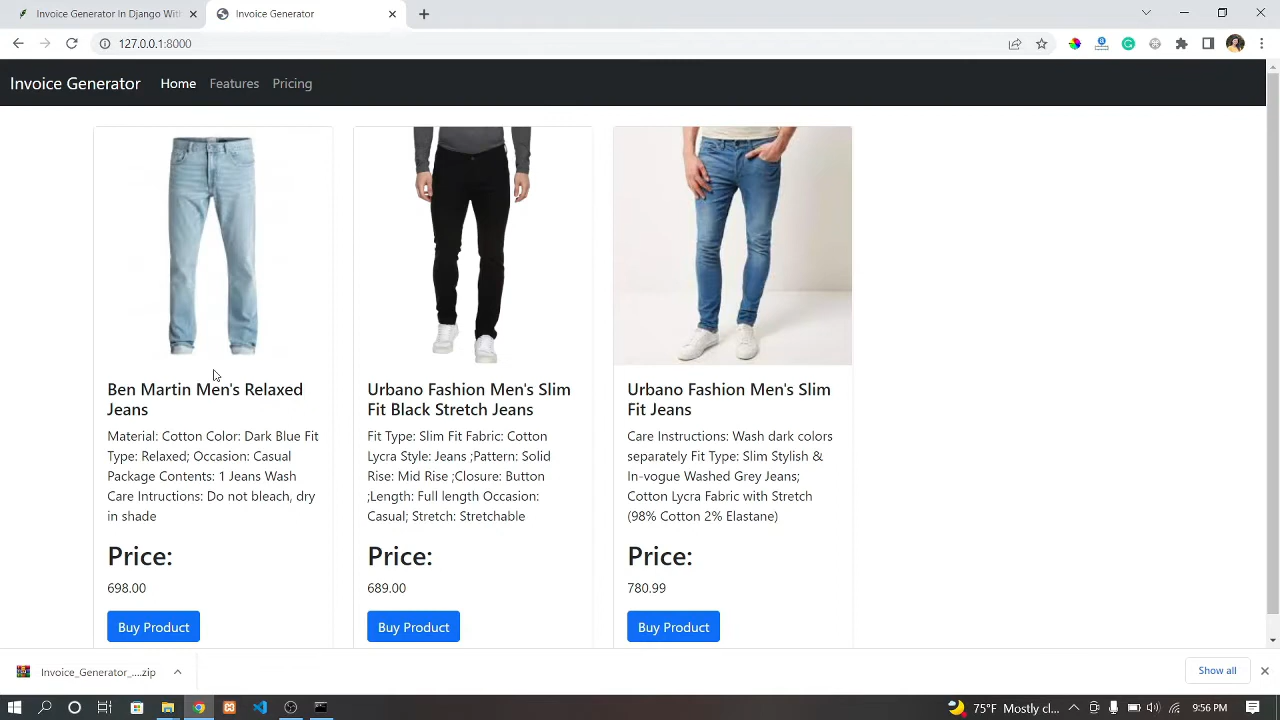 Invoice Generator In Django With
Invoice Generator
127.0.0.1:8000
Invoice Generator
Home
Features
Pricing
Ben Martin Men's Relaxed
Jeans
Material: Cotton Color: Dark Blue Fit
Type: Relaxed; Occasion: Casual
Package Contents: 1 Jeans Wash
Care Intructions: Do not bleach, dry
in shade
Price:
698.00
Buy Product
Urbano Fashion Men's Slim
Fit Black Stretch Jeans
Fit Type: Slim Fit Fabric: Cotton
Lycra Style: Jeans ;Pattern: Solid
Rise: Mid Rise ;Closure: Button
;Length: Full length Occasion:
Casual; Stretch: Stretchable
Price:
689.00
Buy Product
Urbano Fashion Men's Slim
Fit Jeans
Care Instructions: Wash dark colors
separately Fit Type: Slim Stylish &
In-vogue Washed Grey Jeans;
Cotton Lycra Fabric with Stretch
(98% Cotton 2% Elastane)
Price:
780.99
Buy Product
Invoice_Generator_....zip
Show all
75°F Mostly cl...
9:56 PM